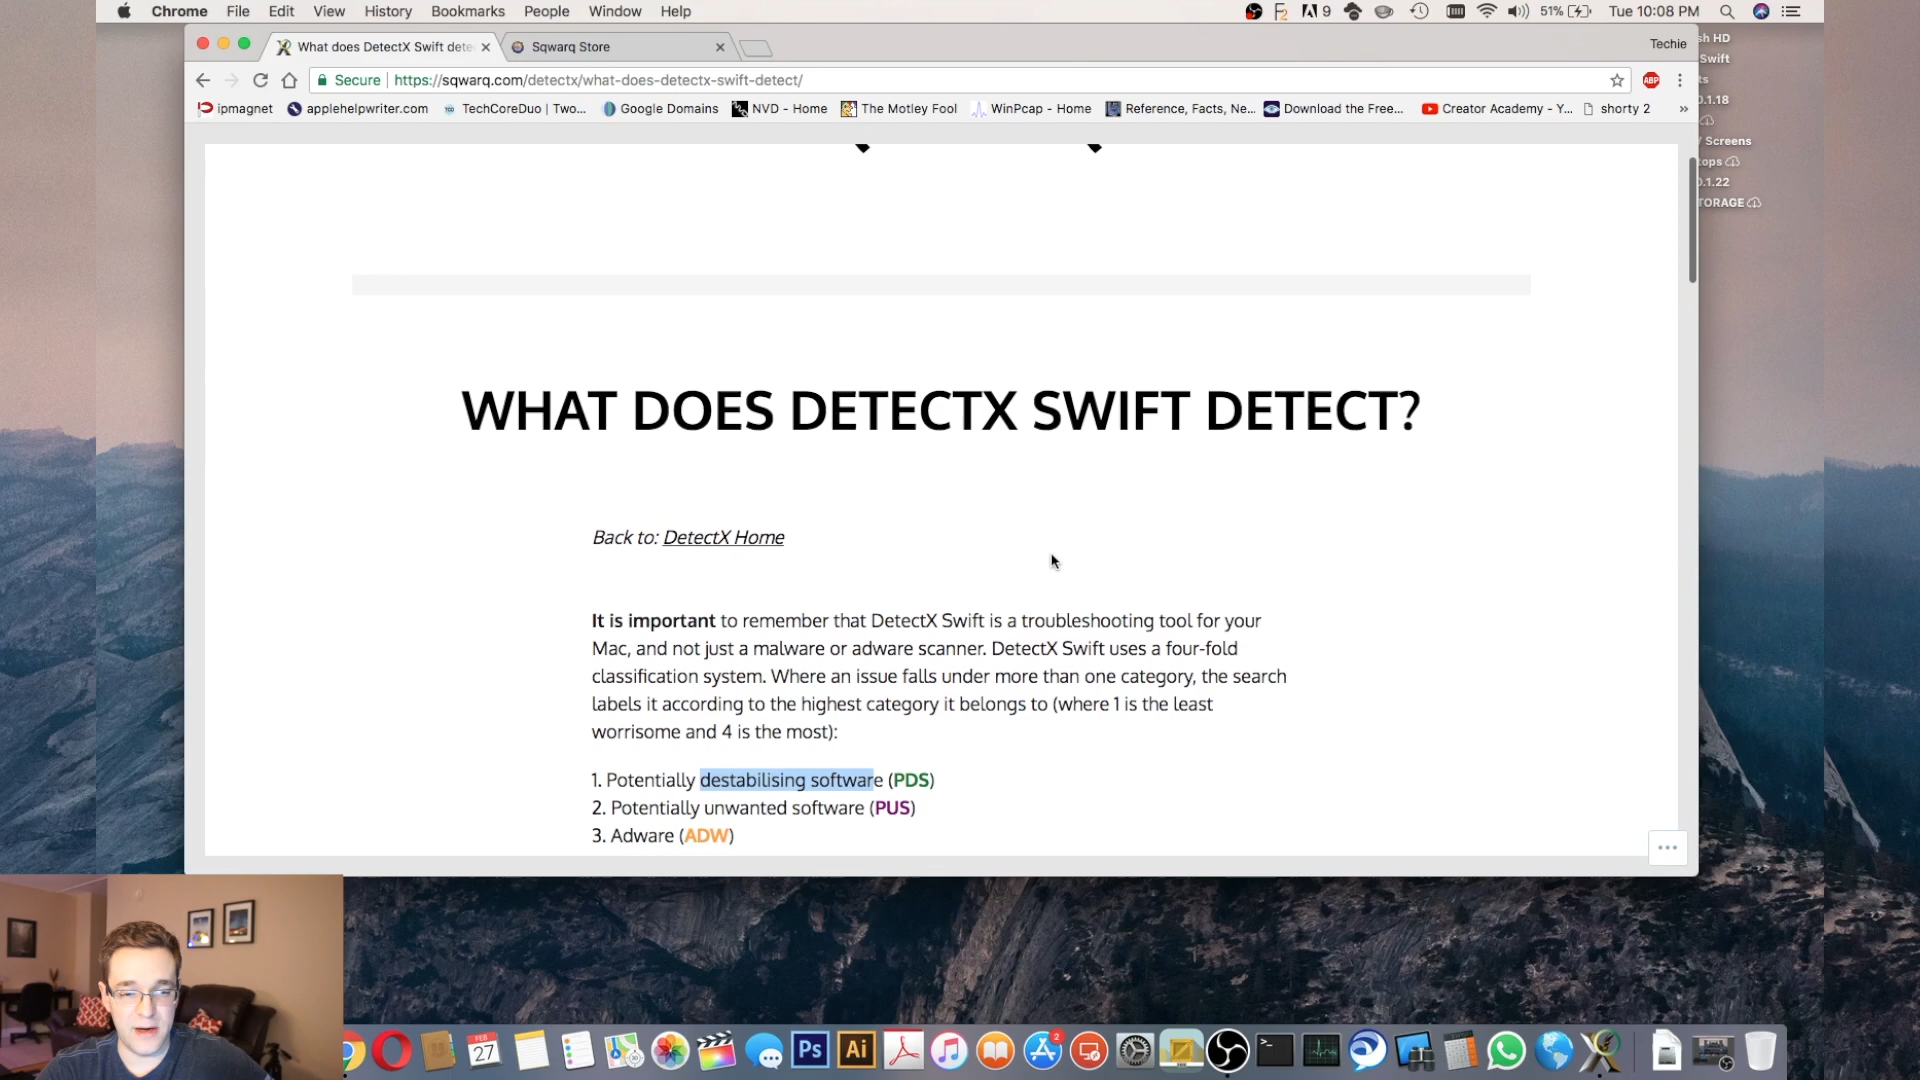 Chrome File Edit View History Bookmarks People Window Help 9 51% Tue 10:08 PM
What does DetectX Swift dete Sqwarq Store Techie
Secure https://sqwarq.com/detectx/what-does-detectx-swift-detect/
ipmagnet applehelpwriter.com TechCoreDuo | Two... Google Domains NVD - Home The Motley Fool WinPcap - Home Reference, Facts, Ne... Download the Free... Creator Academy - Y... shorty 2 »
sh HD
Swift
ts
0.1.18
Screens
tops
0.1.22
TORAGE
WHAT DOES DETECTX SWIFT DETECT?
Back to: DetectX Home
It is important to remember that DetectX Swift is a troubleshooting tool for your
Mac, and not just a malware or adware scanner. DetectX Swift uses a four-fold
classification system. Where an issue falls under more than one category, the search
labels it according to the highest category it belongs to (where 1 is the least
worrisome and 4 is the most):
1. Potentially destabilising software (PDS)
2. Potentially unwanted software (PUS)
3. Adware (ADW)
FEB
27
Ps
Ai
2